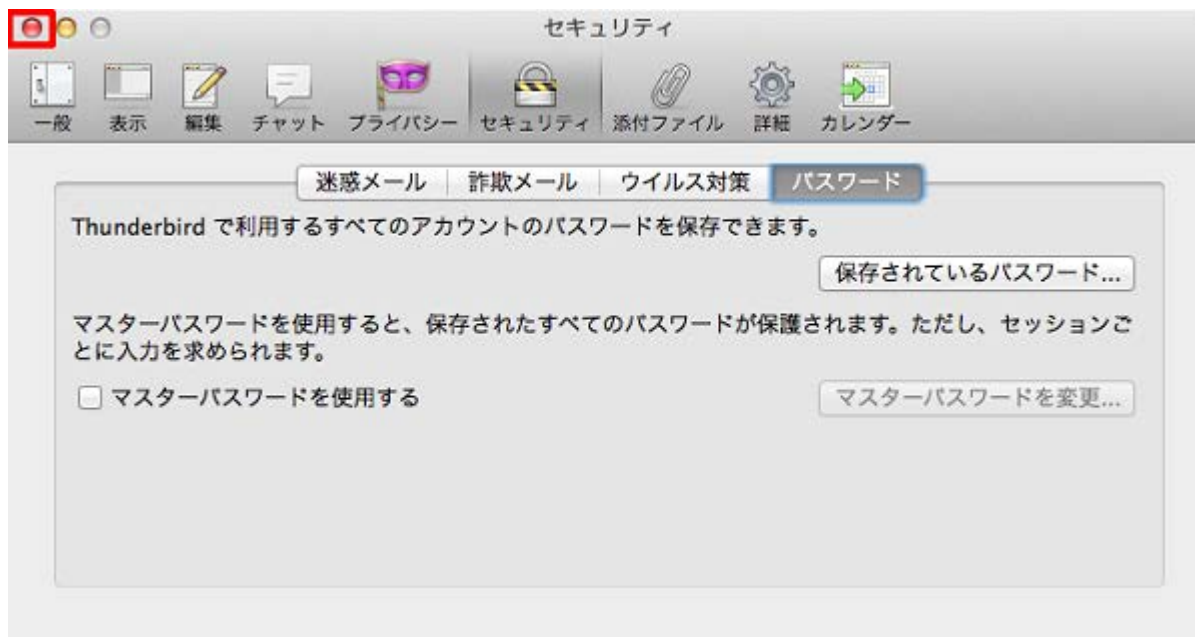 セキュリティ
一般 表示 編集 チャット プライバシー セキュリティ 添付ファイル 詳細 カレンダー
迷惑メール 詐欺メール ウイルス対策 パスワード
Thunderbird で利用するすべてのアカウントのパスワードを保存できます。
保存されているパスワード...
マスターパスワードを使用すると、保存されたすべてのパスワードが保護されます。ただし、セッションご
とに入力を求められます。
マスターパスワードを使用する マスターパスワードを変更...